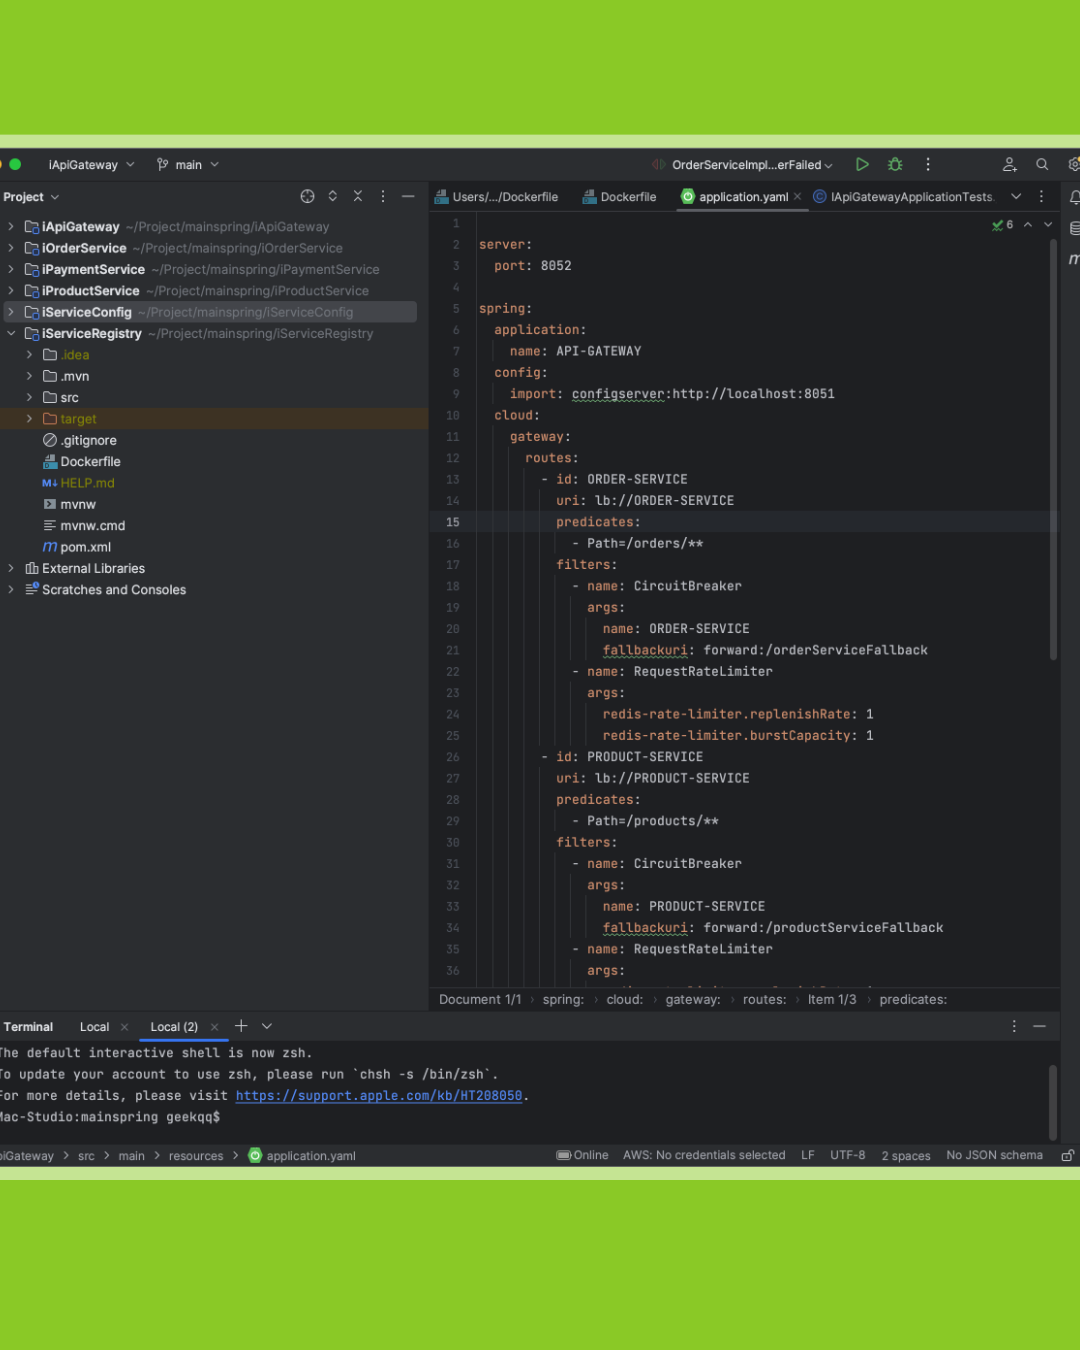 iApiGateway main OrderServiceImpl...erFailed
Project
Users/.../Dockerfile Dockerfile application.yaml IApiGatewayApplicationTests.
iApiGateway ~/Project/mainspring/iApiGateway
iOrderService ~/Project/mainspring/iOrderService
iPaymentService ~/Project/mainspring/iPaymentService
iProductService ~/Project/mainspring/iProductService
iServiceConfig ~/Project/mainspring/iServiceConfig
iServiceRegistry ~/Project/mainspring/iServiceRegistry
.idea
.mvn
src
target
.gitignore
Dockerfile
HELP.md
mvnw
mvnw.cmd
pom.xml
External Libraries
Scratches and Consoles
6
1
2 server:
3 port: 8052
4
5 spring:
6 application:
7 name: API-GATEWAY
8 config:
9 import: configserver:http://localhost:8051
10 cloud:
11 gateway:
12 routes:
13 - id: ORDER-SERVICE
14 uri: lb://ORDER-SERVICE
15 predicates:
16 - Path=/orders/**
17 filters:
18 - name: CircuitBreaker
19 args:
20 name: ORDER-SERVICE
21 fallbackuri: forward:/orderServiceFallback
22 - name: RequestRateLimiter
23 args:
24 redis-rate-limiter.replenishRate: 1
25 redis-rate-limiter.burstCapacity: 1
26 - id: PRODUCT-SERVICE
27 uri: lb://PRODUCT-SERVICE
28 predicates:
29 - Path=/products/**
30 filters:
31 - name: CircuitBreaker
32 args:
33 name: PRODUCT-SERVICE
34 fallbackuri: forward:/productServiceFallback
35 - name: RequestRateLimiter
36 args:
Document 1/1 › spring: › cloud: › gateway: › routes: › Item 1/3 › predicates:
Terminal Local Local (2)
The default interactive shell is now zsh.
To update your account to use zsh, please run `chsh -s /bin/zsh`.
For more details, please visit https://support.apple.com/kb/HT208050.
Mac-Studio:mainspring geekqq$
piGateway > src > main > resources > application.yaml Online AWS: No credentials selected LF UTF-8 2 spaces No JSON schema